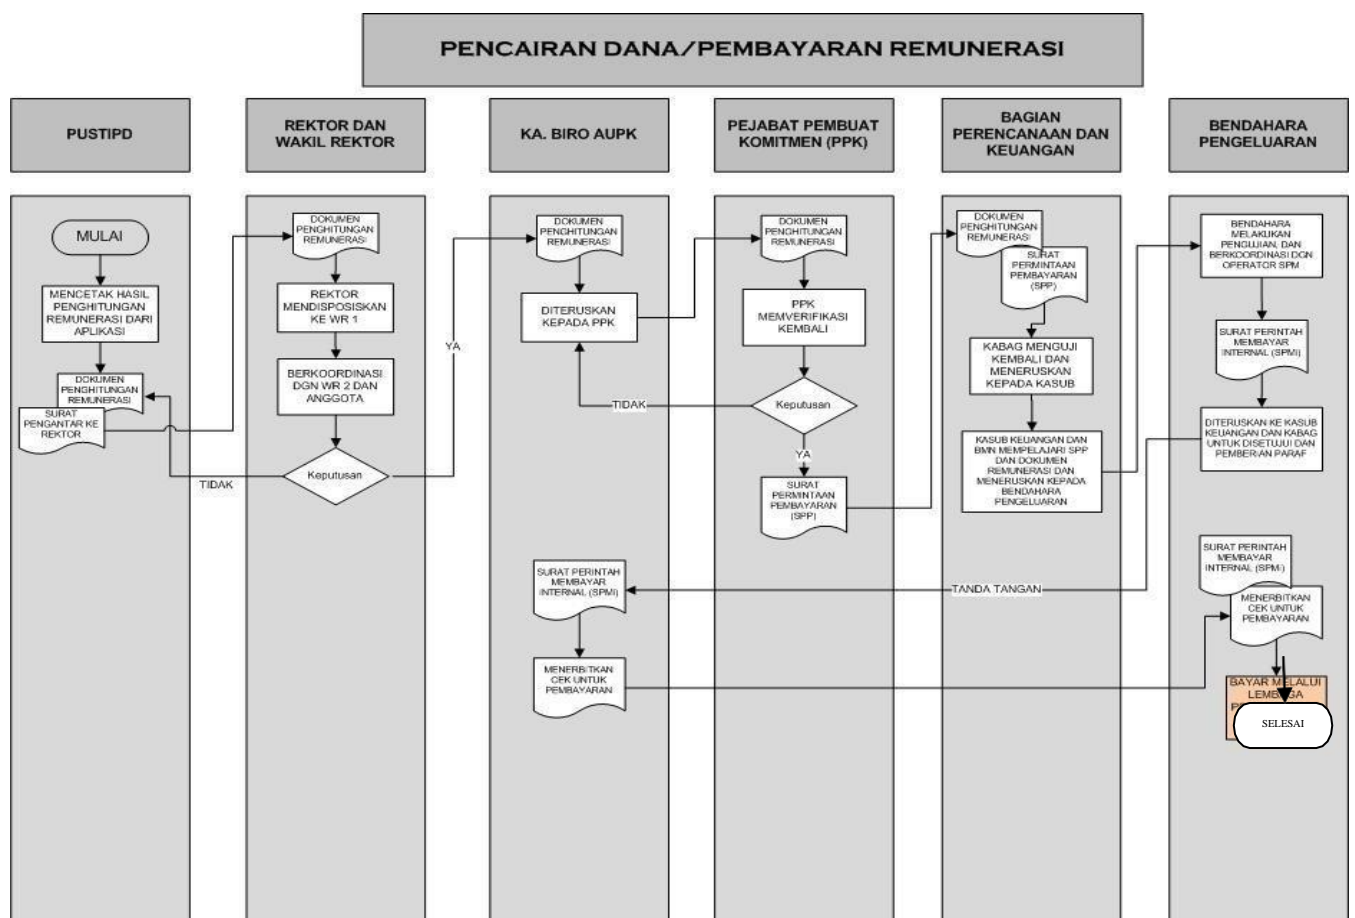 PENCAIRAN DANA/PEMBAYARAN REMUNERASI
PUSTIPD
REKTOR DAN
WAKIL REKTOR
KA. BIRO AUPK
PEJABAT PEMBUAT
KOMITMEN (PPK)
BAGIAN
PERENCANAAN DAN
KEUANGAN
BENDAHARA
PENGELUARAN
MULAI
MENCETAK HASIL
PENGHITUNGAN
REMUNERASI DARI
APLIKASI
DOKUMEN
PENGHITUNGAN
REMUNERASI
SURAT
PENGANTAR KE
REKTOR
DOKUMEN
PENGHITUNGAN
REMUNERASI
REKTOR
MENDISPOSISKAN
KE WR 1
BERKOORDINASI
DGN WR 2 DAN
ANGGOTA
Keputusan
TIDAK
YA
DOKUMEN
PENGHITUNGAN
REMUNERASI
DITERUSKAN
KEPADA PPK
SURAT PERINTAH
MEMBAYAR
INTERNAL (SPMI)
MENERBITKAN
CEK UNTUK
PEMBAYARAN
DOKUMEN
PENGHITUNGAN
REMUNERASI
PPK
MEMVERIFIKASI
KEMBALI
Keputusan
TIDAK
YA
SURAT
PERMINTAAN
PEMBAYARAN
(SPP)
DOKUMEN
PENGHITUNGAN
REMUNERASI
SURAT
PERMINTAAN
PEMBAYARAN
(SPP)
KABAG MENGUJI
KEMBALI DAN
MENERUSKAN
KEPADA KASUB
KASUB KEUANGAN DAN
BMN MEMPELAJARI SPP
DAN DOKUMEN
REMUNERASI DAN
MENERUSKAN KEPADA
BENDAHARA
PENGELUARAN
TANDA TANGAN
BENDAHARA
MELAKUKAN
PENGUJIAN, DAN
BERKOORDINASI DGN
OPERATOR SPM
SURAT PERINTAH
MEMBAYAR
INTERNAL (SPMI)
DITERUSKAN KE KASUB
KEUANGAN DAN KABAG
UNTUK DISETUJUI DAN
PEMBERIAN PARAF
SURAT PERINTAH
MEMBAYAR
INTERNAL (SPMI)
MENERBITKAN
CEK UNTUK
PEMBAYARAN
BAYAR MELALUI
LEMBAGA
SELESAI